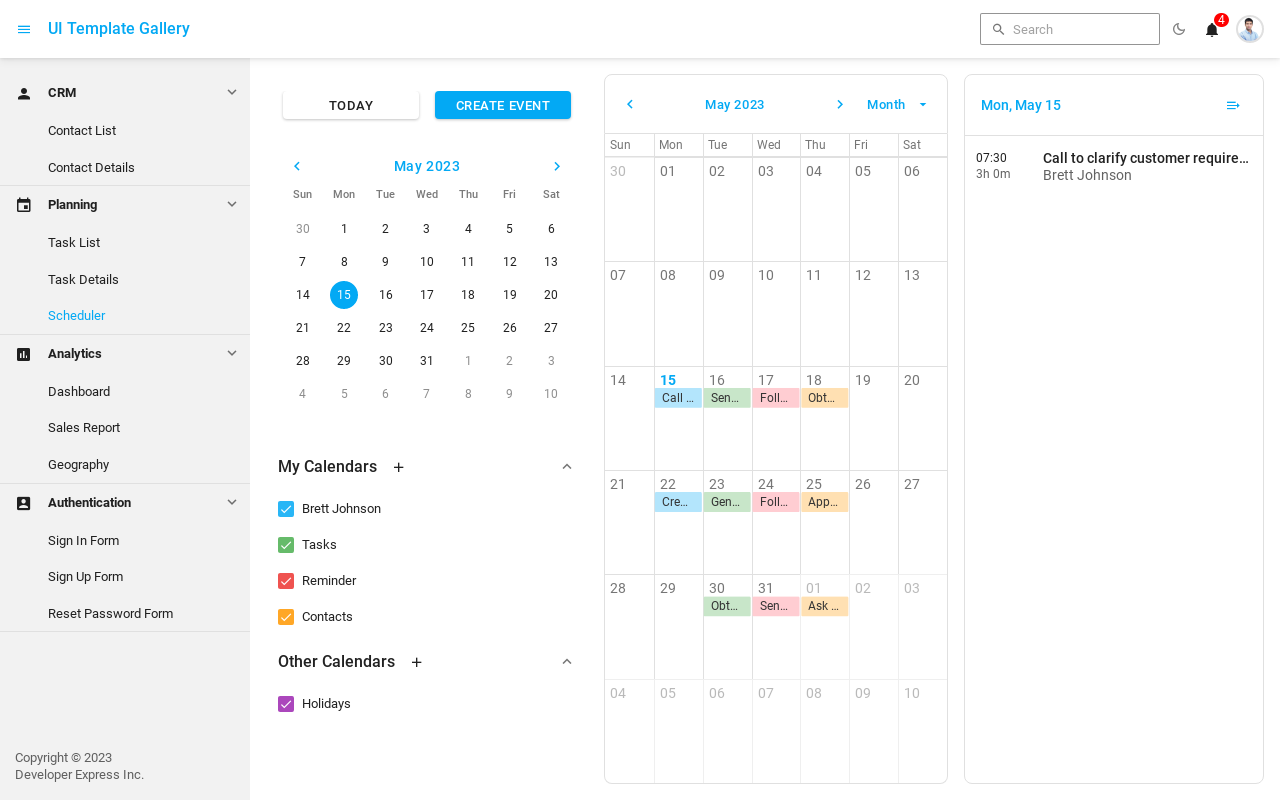 UI Template Gallery
Search
4
CRM
Contact List
Contact Details
Planning
Task List
Task Details
Scheduler
Analytics
Dashboard
Sales Report
Geography
Authentication
Sign In Form
Sign Up Form
Reset Password Form
Copyright © 2023
Developer Express Inc.
TODAY
CREATE EVENT
May 2023
Sun Mon Tue Wed Thu Fri Sat
30 1 2 3 4 5 6
7 8 9 10 11 12 13
14 15 16 17 18 19 20
21 22 23 24 25 26 27
28 29 30 31 1 2 3
4 5 6 7 8 9 10
My Calendars
Brett Johnson
Tasks
Reminder
Contacts
Other Calendars
Holidays
May 2023
Month
Sun Mon Tue Wed Thu Fri Sat
30 01 02 03 04 05 06
07 08 09 10 11 12 13
14 15 16 17 18 19 20
Call ... Sen... Foll... Obt...
21 22 23 24 25 26 27
Cre... Gen... Foll... App...
28 29 30 31 01 02 03
Obt... Sen... Ask ...
04 05 06 07 08 09 10
Mon, May 15
07:30 Call to clarify customer require...
3h 0m Brett Johnson